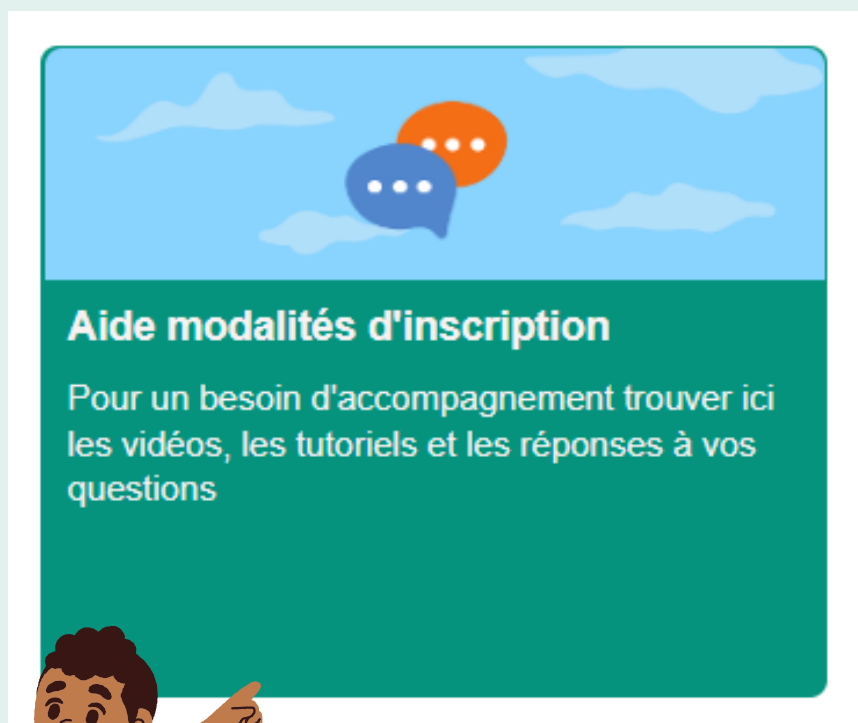 Aide modalités d'inscription
Pour un besoin d'accompagnement trouver ici
les vidéos, les tutoriels et les réponses à vos
questions